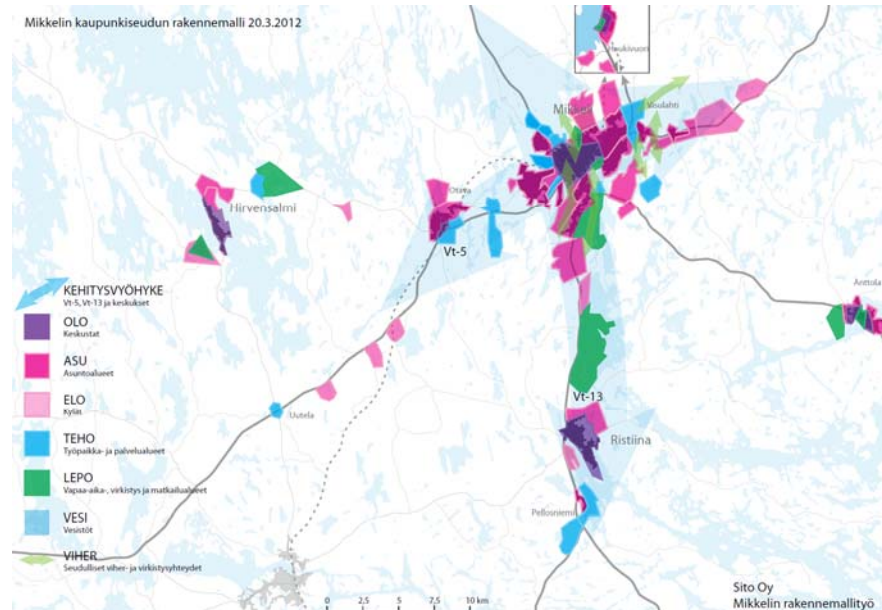 Mikkelin kaupunkiseudun rakennemalli 20.3.2012
Haukivuori
Mikkeli
Visulahti
Otava
Hirvensalmi
Vt-5
Anttola
Vt-13
Ristiina
Uutela
Pellosniemi
KEHITYSVYÖHYKE
Vt-5, Vt-13 ja keskukset
OLO
Keskustat
ASU
Asuntoalueet
ELO
Kylät
TEHO
Työpaikka- ja palvelualueet
LEPO
Vapaa-aika-, virkistys ja matkailualueet
VESI
Vesistöt
VIHER
Seudulliset viher- ja virkistysyhteydet
0 2,5 5 10 km
Sito Oy
Mikkelin rakennemallityö